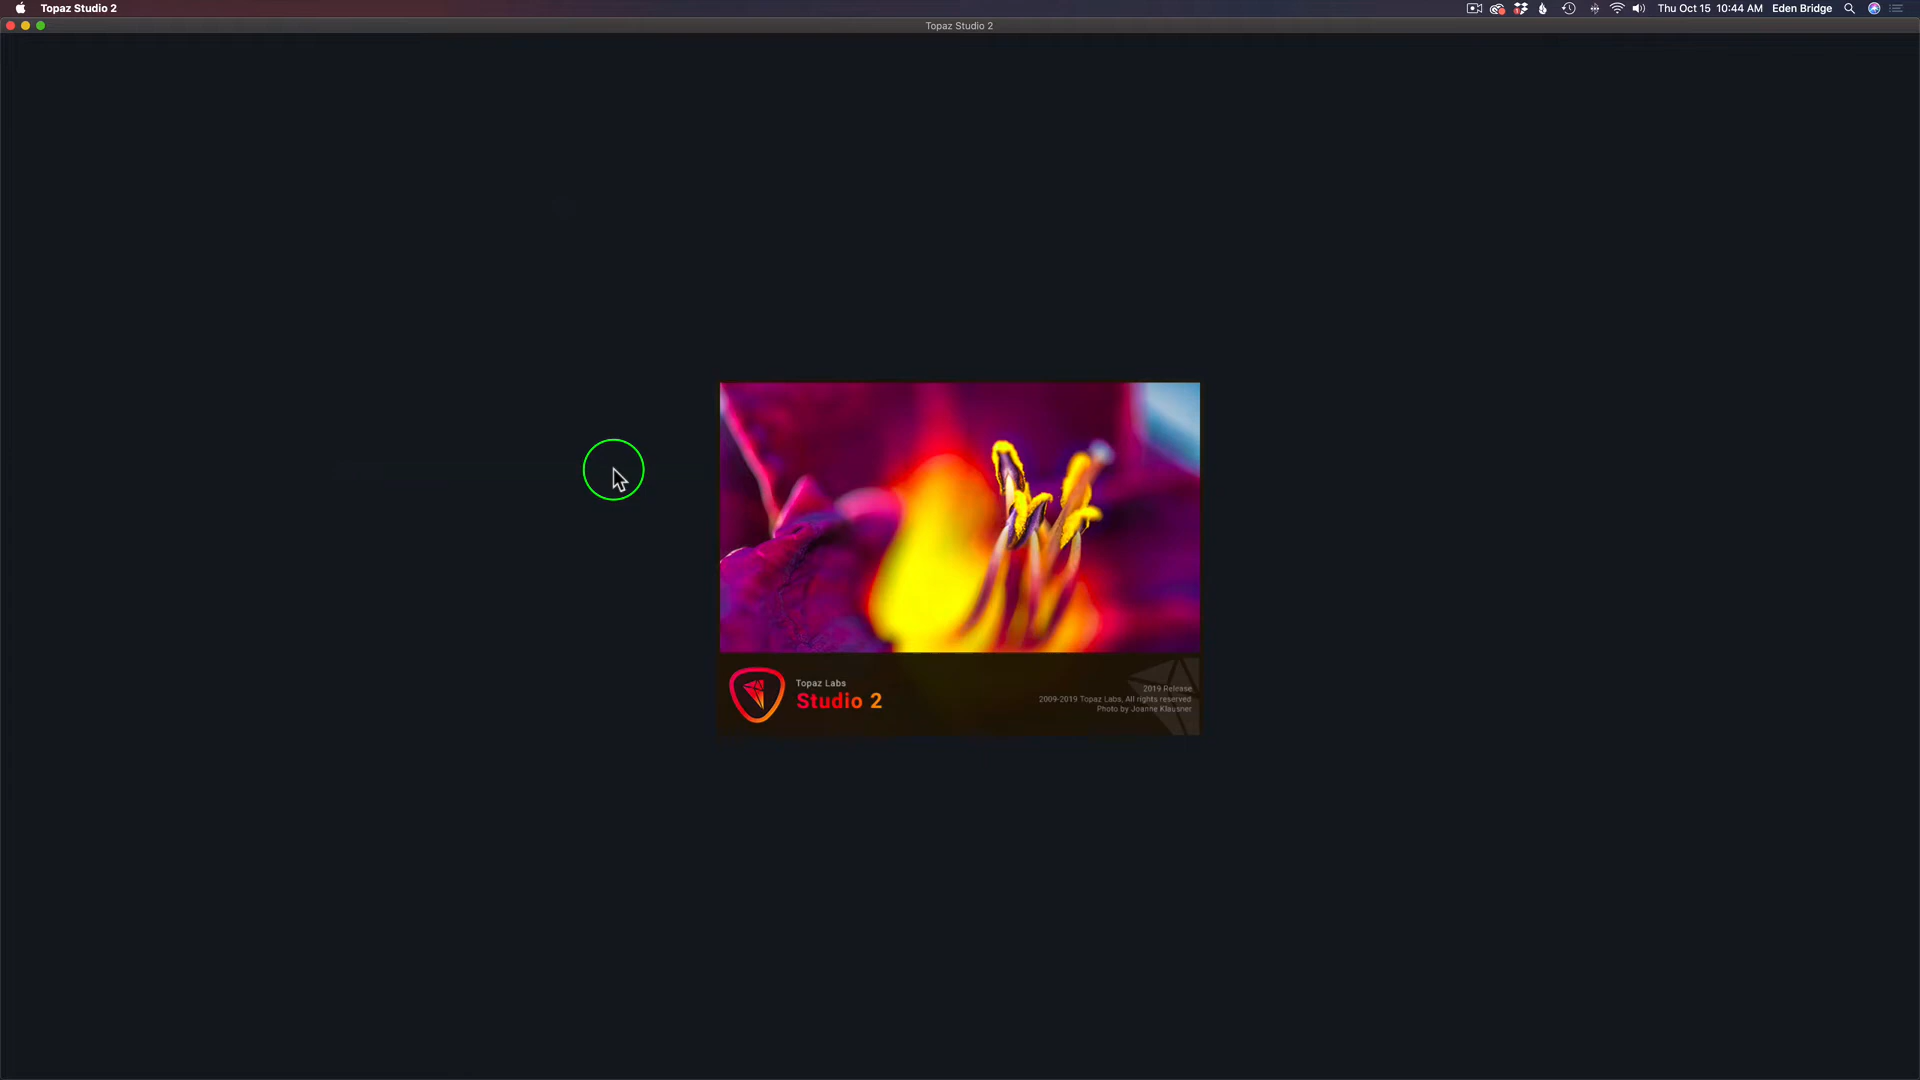 Topaz Studio 2
Thu Oct 15 10:44 AM Eden Bridge
Topaz Studio 2
Topaz Labs
Studio 2
2019 Release
2009-2019 Topaz Labs, All rights reserved
Photo by Joanne Klausner